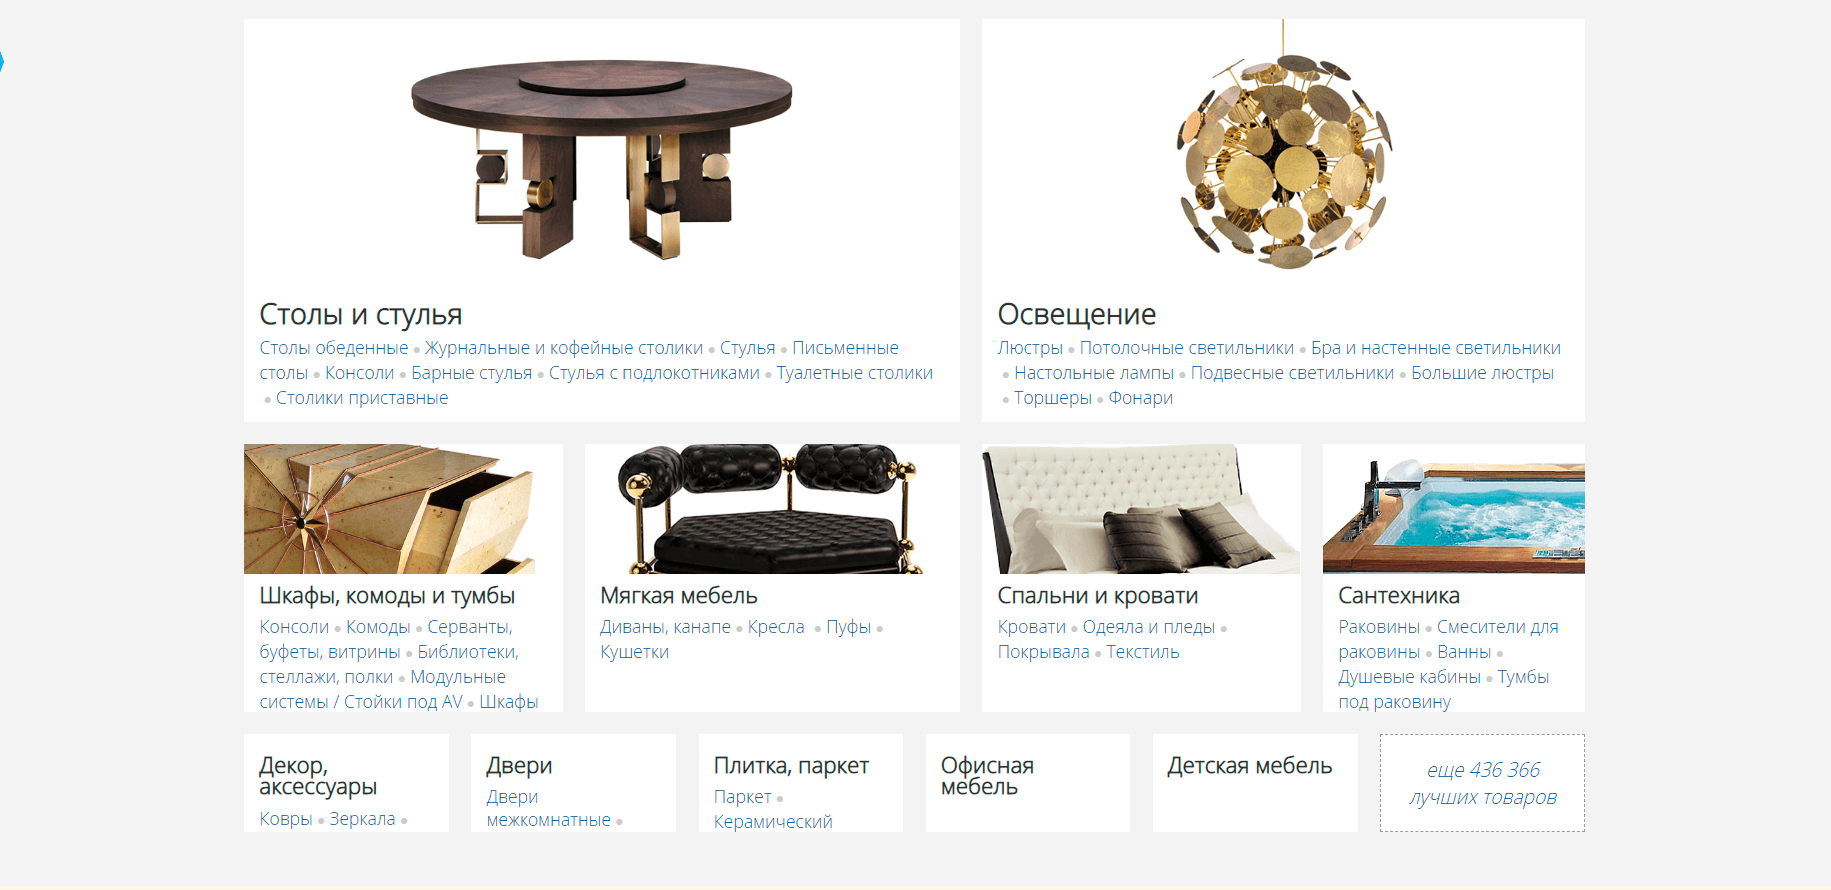 Столы и стулья
Столы обеденные • Журнальные и кофейные столики • Стулья • Письменные
столы • Консоли • Барные стулья • Стулья с подлокотниками • Туалетные столики
• Столики приставные
Освещение
Люстры • Потолочные светильники • Бра и настенные светильники
• Настольные лампы • Подвесные светильники • Большие люстры
• Торшеры • Фонари
Шкафы, комоды и тумбы
Консоли • Комоды • Серванты,
буфеты, витрины • Библиотеки,
стеллажи, полки • Модульные
системы / Стойки под AV • Шкафы
Мягкая мебель
Диваны, канапе • Кресла • Пуфы •
Кушетки
Спальни и кровати
Кровати • Одеяла и пледы •
Покрывала • Текстиль
Сантехника
Раковины • Смесители для
раковины • Ванны •
Душевые кабины • Тумбы
под раковину
Декор,
аксессуары
Ковры • Зеркала •
Двери
Двери
межкомнатные •
Плитка, паркет
Паркет •
Керамический
Офисная
мебель
Детская мебель
еще 436 366
лучших товаров